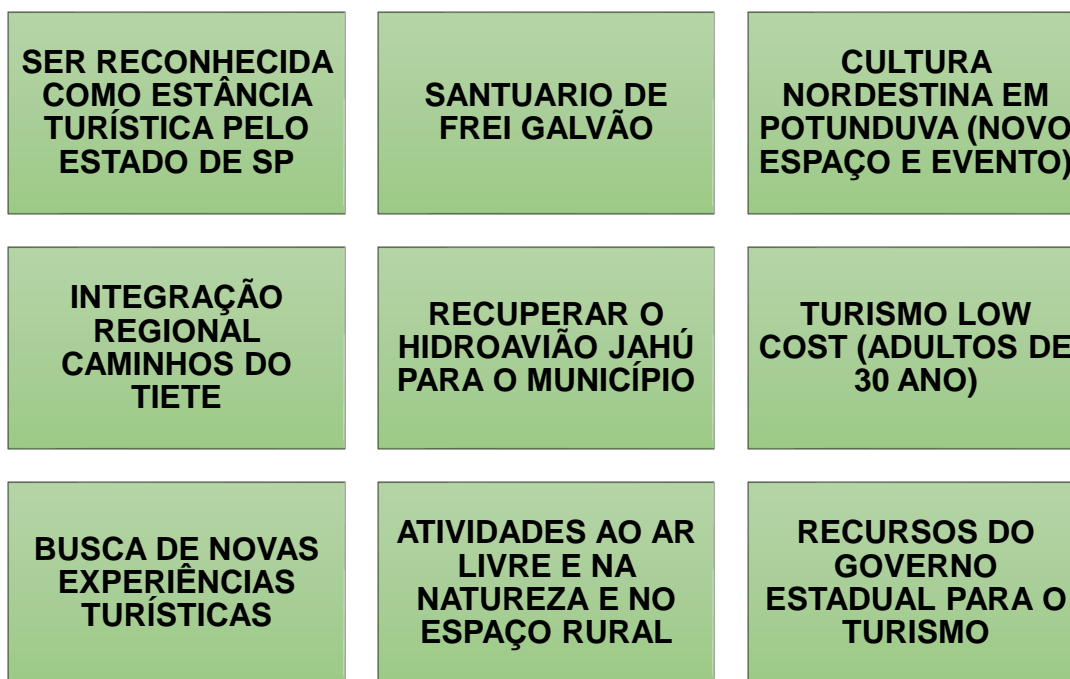 SER RECONHECIDA
COMO ESTÂNCIA
TURÍSTICA PELO
ESTADO DE SP
SANTUARIO DE
FREI GALVÃO
CULTURA
NORDESTINA EM
POTUNDUVA (NOVO
ESPAÇO E EVENTO)
INTEGRAÇÃO
REGIONAL
CAMINHOS DO
TIETE
RECUPERAR O
HIDROAVIÃO JAHÚ
PARA O MUNICÍPIO
TURISMO LOW
COST (ADULTOS DE
30 ANO)
BUSCA DE NOVAS
EXPERIÊNCIAS
TURÍSTICAS
ATIVIDADES AO AR
LIVRE E NA
NATUREZA E NO
ESPAÇO RURAL
RECURSOS DO
GOVERNO
ESTADUAL PARA O
TURISMO